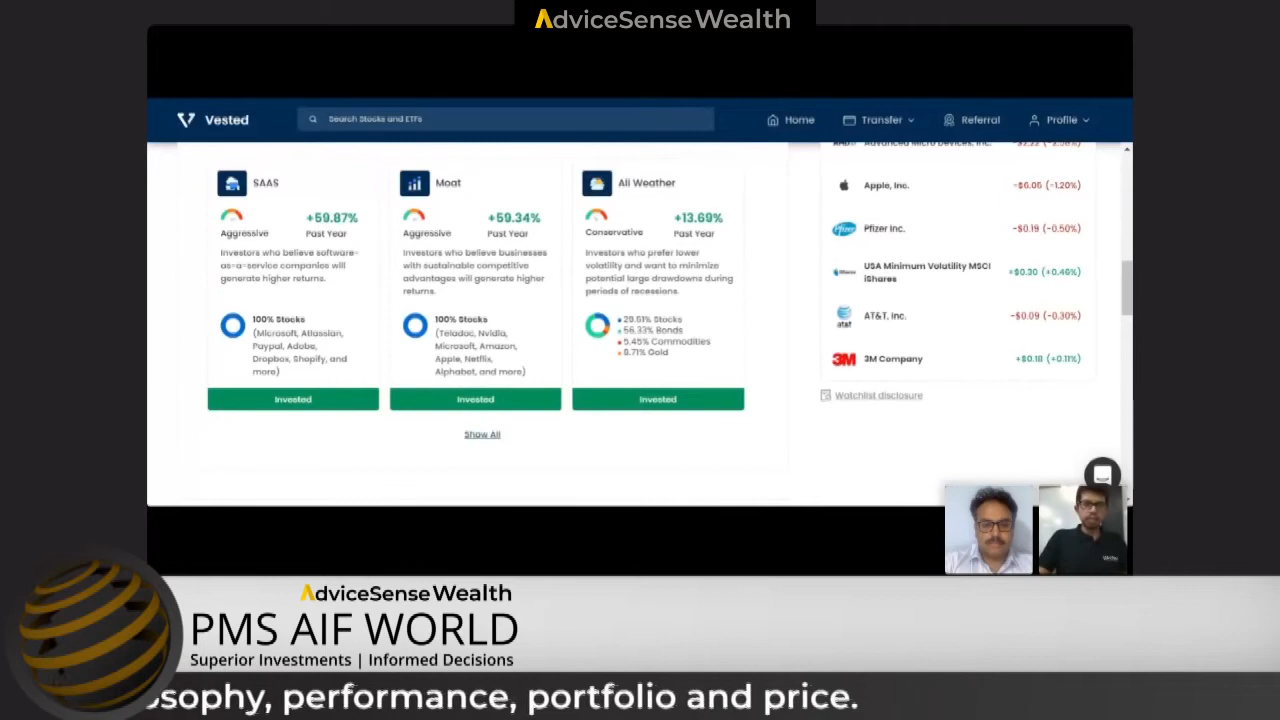 AdviceSense Wealth
Vested
Search Stocks and ETFs
Home
Transfer
Referral
Profile
SAAS
Aggressive
+59.87%
Past Year
Investors who believe software-
as-a-service companies will
generate higher returns.
100% Stocks
(Microsoft, Atlassian,
Paypal, Adobe,
Dropbox, Shopify, and
more)
Invested
Moat
Aggressive
+59.34%
Past Year
Investors who believe businesses
with sustainable competitive
advantages will generate higher
returns.
100% Stocks
(Teladoc, Nvidia,
Microsoft, Amazon,
Apple, Netflix,
Alphabet, and more)
Invested
All Weather
Conservative
+13.69%
Past Year
Investors who prefer lower
volatility and want to minimize
potential large drawdowns during
periods of recessions.
29.51% Stocks
56.33% Bonds
5.45% Commodities
8.71% Gold
Invested
Show All
Advanced Micro Devices, Inc.
Apple, Inc.
(-1.20%)
Pfizer
Pfizer Inc.
-$0.19 (-0.50%)
USA Minimum Volatility MSCI
iShares
+$0.30 (+0.46%)
at&t
AT&T, Inc.
-$0.09 (-0.30%)
3M
3M Company
+$0.18 (+0.11%)
Watchlist disclosure
AdviceSense Wealth
PMS AIF WORLD
Superior Investments | Informed Decisions
osophy, performance, portfolio and price.